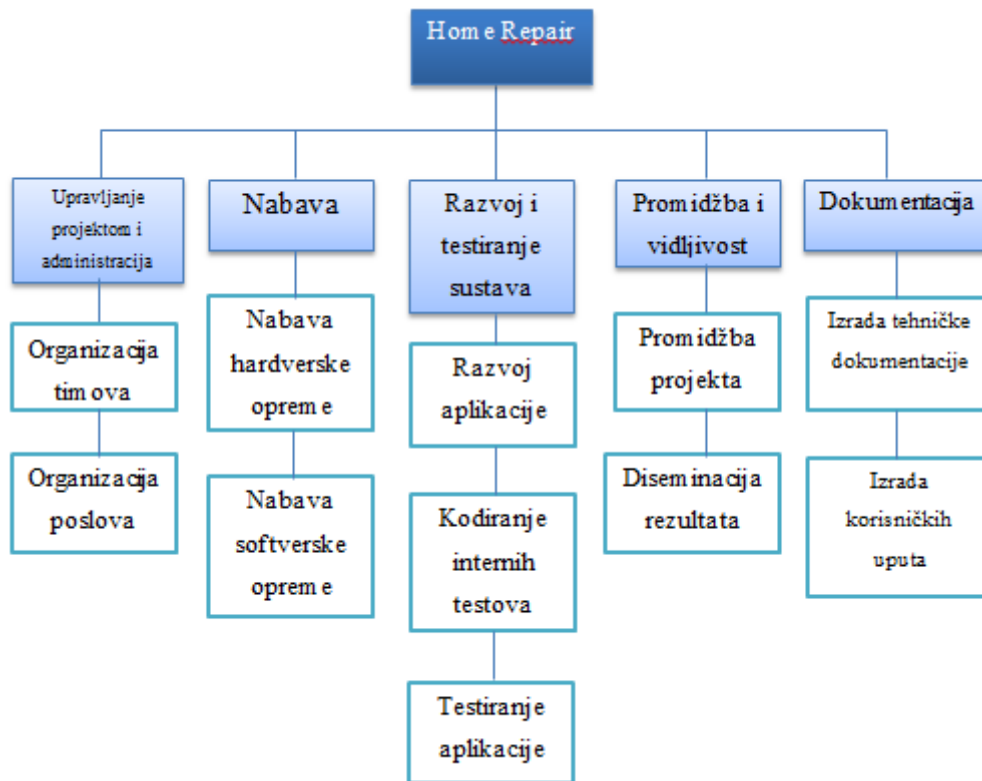 Home Repair
Upravljanje
projektom i
administracija
Organizacija
timova
Organizacija
poslova
Nabava
Nabava
hardverske
opreme
Nabava
softverske
opreme
Razvoj i
testiranje
sustava
Razvoj
aplikacije
Kodiranje
internih
testova
Testiranje
aplikacije
Promidžba i
vidljivost
Promidžba
projekta
Diseminacija
rezultata
Dokumentacija
Izrada tehničke
dokumentacije
Izrada
korisničkih
uputa